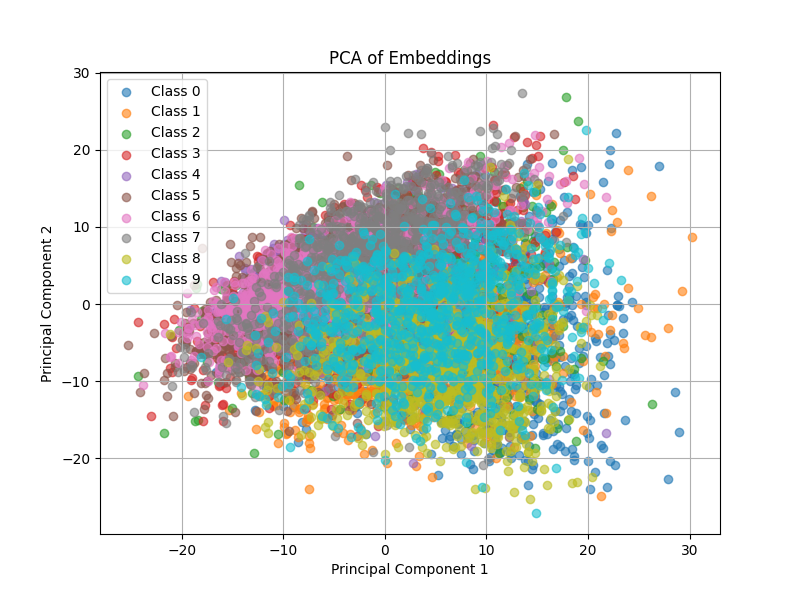 PCA of Embeddings
Class 0
Class 1
Class 2
Class 3
Class 4
Class 5
Class 6
Class 7
Class 8
Class 9
30
20
10
0
−10
−20
Principal Component 2
−20 −10 0 10 20 30
Principal Component 1